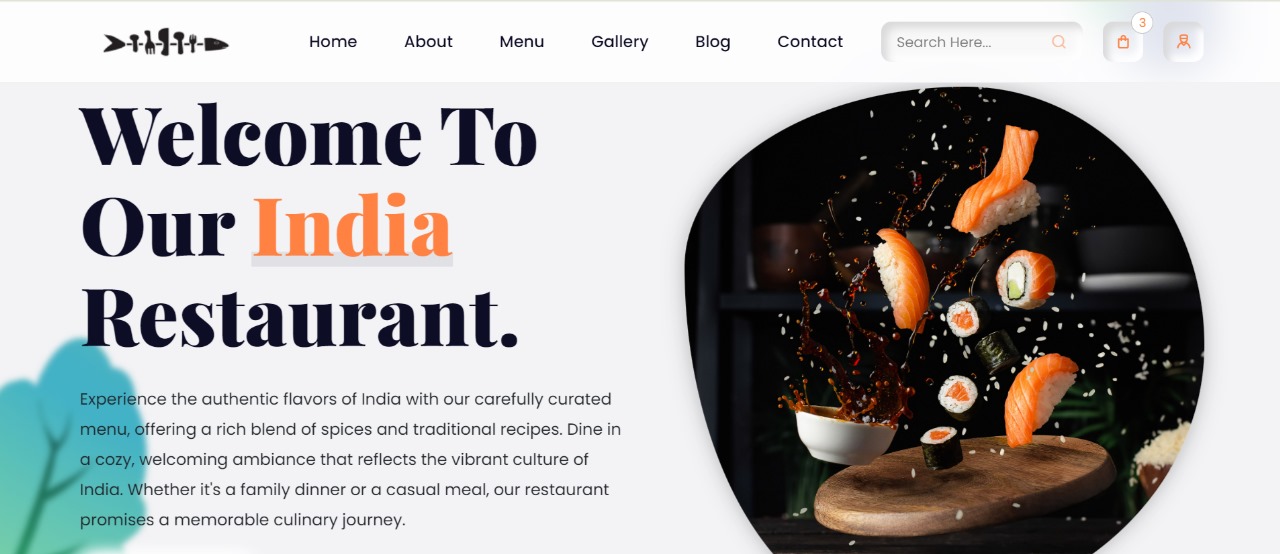 Home About Menu Gallery Blog Contact Search Here... 3
Welcome To
Our India
Restaurant.
Experience the authentic flavors of India with our carefully curated
menu, offering a rich blend of spices and traditional recipes. Dine in
a cozy, welcoming ambiance that reflects the vibrant culture of
India. Whether it's a family dinner or a casual meal, our restaurant
promises a memorable culinary journey.